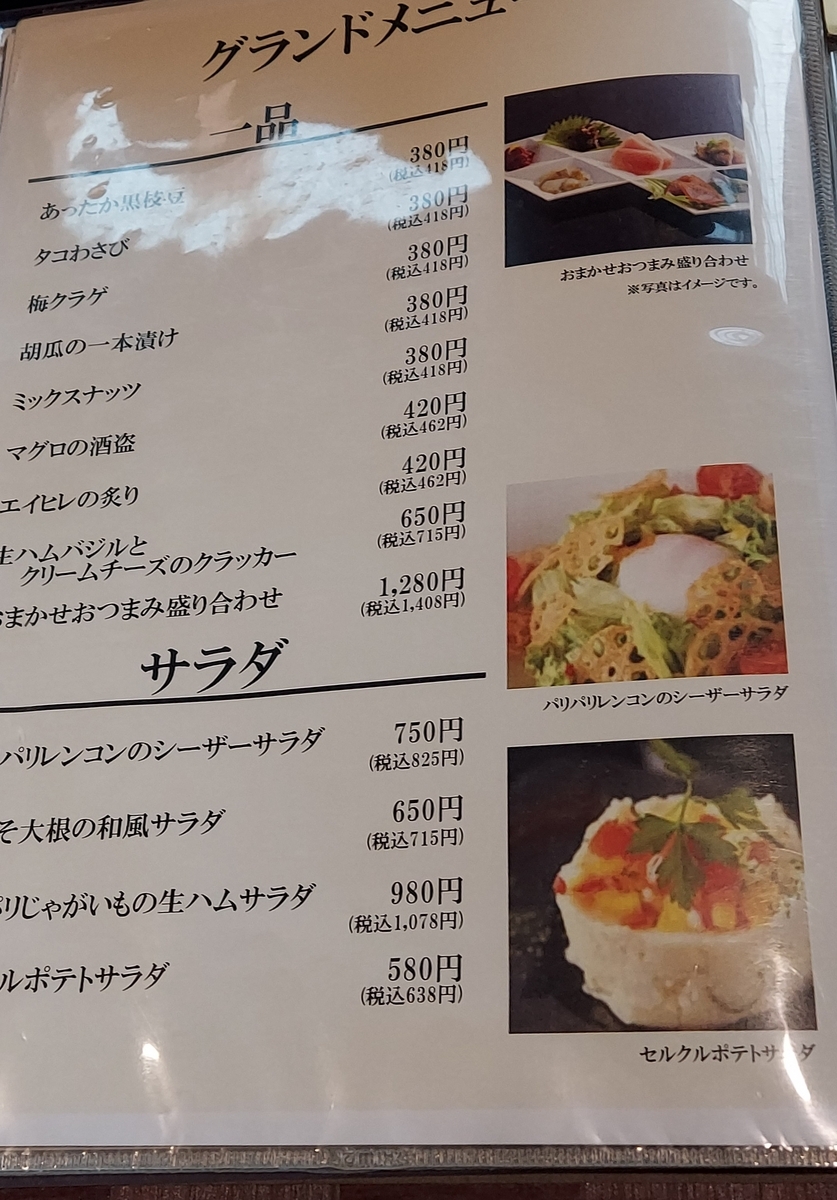 グランドメニュー
一品
あったか黒枝豆 380円
(税込418円)
タコわさび 380円
(税込418円)
梅クラゲ 380円
(税込418円)
胡瓜の一本漬け 380円
(税込418円)
ミックスナッツ 380円
(税込418円)
マグロの酒盗 420円
(税込462円)
エイヒレの炙り 420円
(税込462円)
生ハムバジルと
クリームチーズのクラッカー 650円
(税込715円)
おまかせおつまみ盛り合わせ 1,280円
(税込1,408円)
サラダ
パリレンコンのシーザーサラダ 750円
(税込825円)
そ大根の和風サラダ 650円
(税込715円)
パリじゃがいもの生ハムサラダ 980円
(税込1,078円)
ルポテトサラダ 580円
(税込638円)
おまかせおつまみ盛り合わせ
※写真はイメージです。
パリパリレンコンのシーザーサラダ
セルクルポテトサラダ